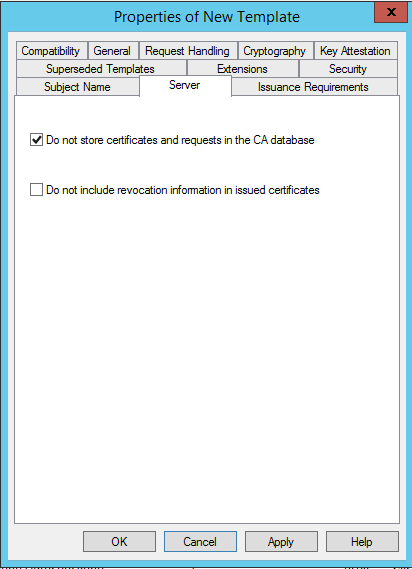 Properties of New Template
x
Compatibility General Request Handling Cryptography Key Attestation
Superseded Templates Extensions Security
Subject Name Server Issuance Requirements
Do not store certificates and requests in the CA database
Do not include revocation information in issued certificates
OK Cancel Apply Help